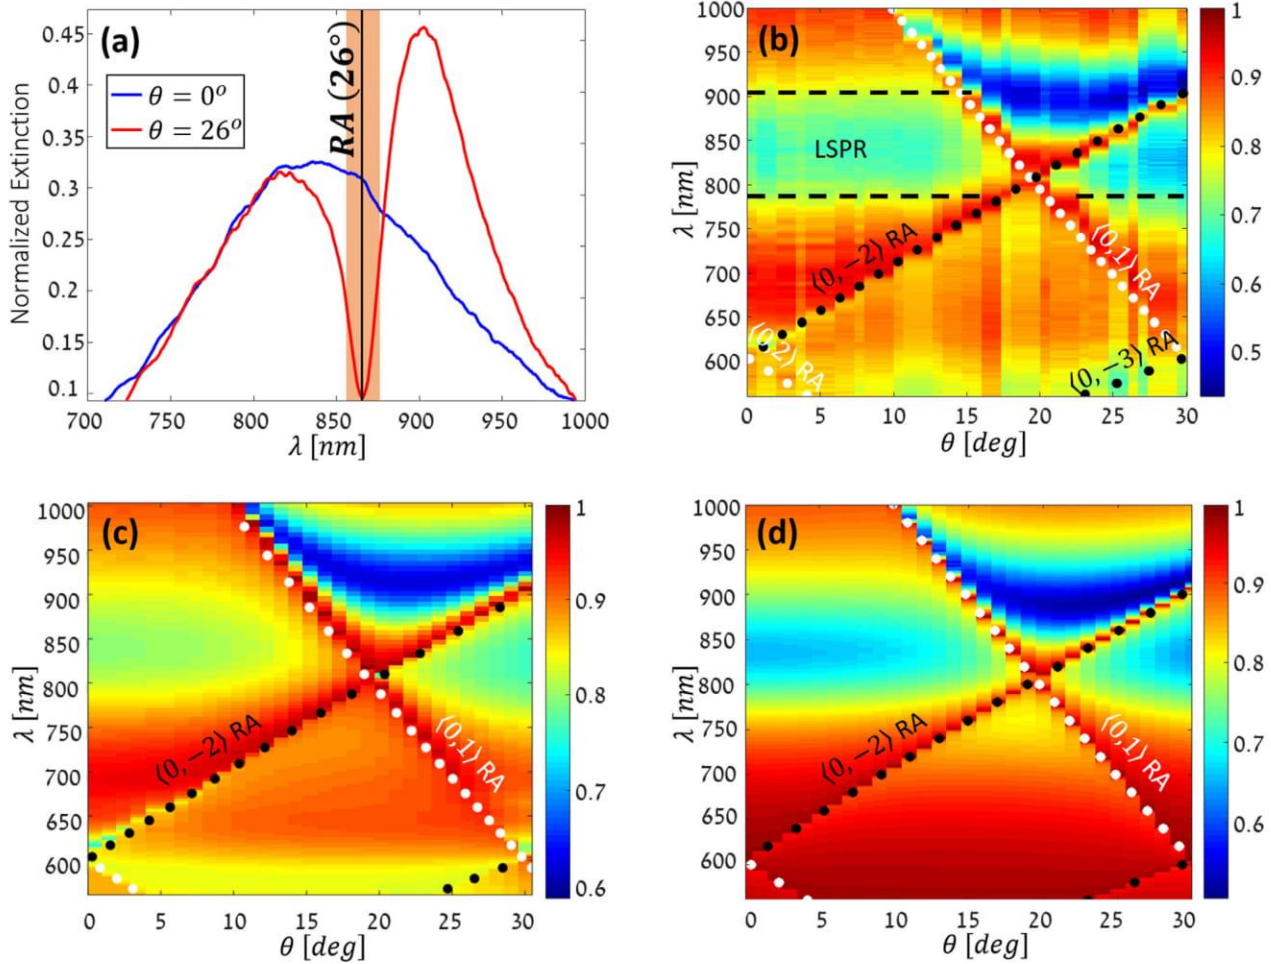 (a)
Normalized Extinction
0.45
0.4
0.35
0.3
0.25
0.2
0.15
0.1
θ = 0°
θ = 26°
RA (26°)
700 750 800 850 900 950 1000
λ [nm]
(b)
λ [nm]
1000
950
900
850
800
750
700
650
600
LSPR
⟨0,−2⟩ RA
⟨0,1⟩ RA
⟨0,2⟩ RA
⟨0,−3⟩ RA
0 5 10 15 20 25 30
θ [deg]
1
0.9
0.8
0.7
0.6
0.5
(c)
λ [nm]
1000
950
900
850
800
750
700
650
600
⟨0,−2⟩ RA
⟨0,1⟩ RA
0 5 10 15 20 25 30
θ [deg]
1
0.9
0.8
0.7
0.6
(d)
λ [nm]
1000
950
900
850
800
750
700
650
600
⟨0,−2⟩ RA
⟨0,1⟩ RA
0 5 10 15 20 25 30
θ [deg]
1
0.9
0.8
0.7
0.6